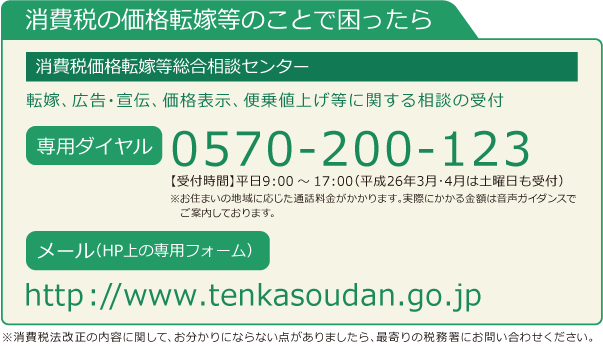 消費税の価格転嫁等のことで困ったら
消費税価格転嫁等総合相談センター
転嫁、広告・宣伝、価格表示、便乗値上げ等に関する相談の受付
専用ダイヤル 0570-200-123
【受付時間】平日9:00 ～ 17:00(平成26年3月・4月は土曜日も受付)
※お住まいの地域に応じた通話料金がかかります。実際にかかる金額は音声ガイダンスで
ご案内しております。
メール(HP上の専用フォーム)
http://www.tenkasoudan.go.jp
※消費税法改正の内容に関して、お分かりにならない点がありましたら、最寄りの税務署にお問い合わせください。